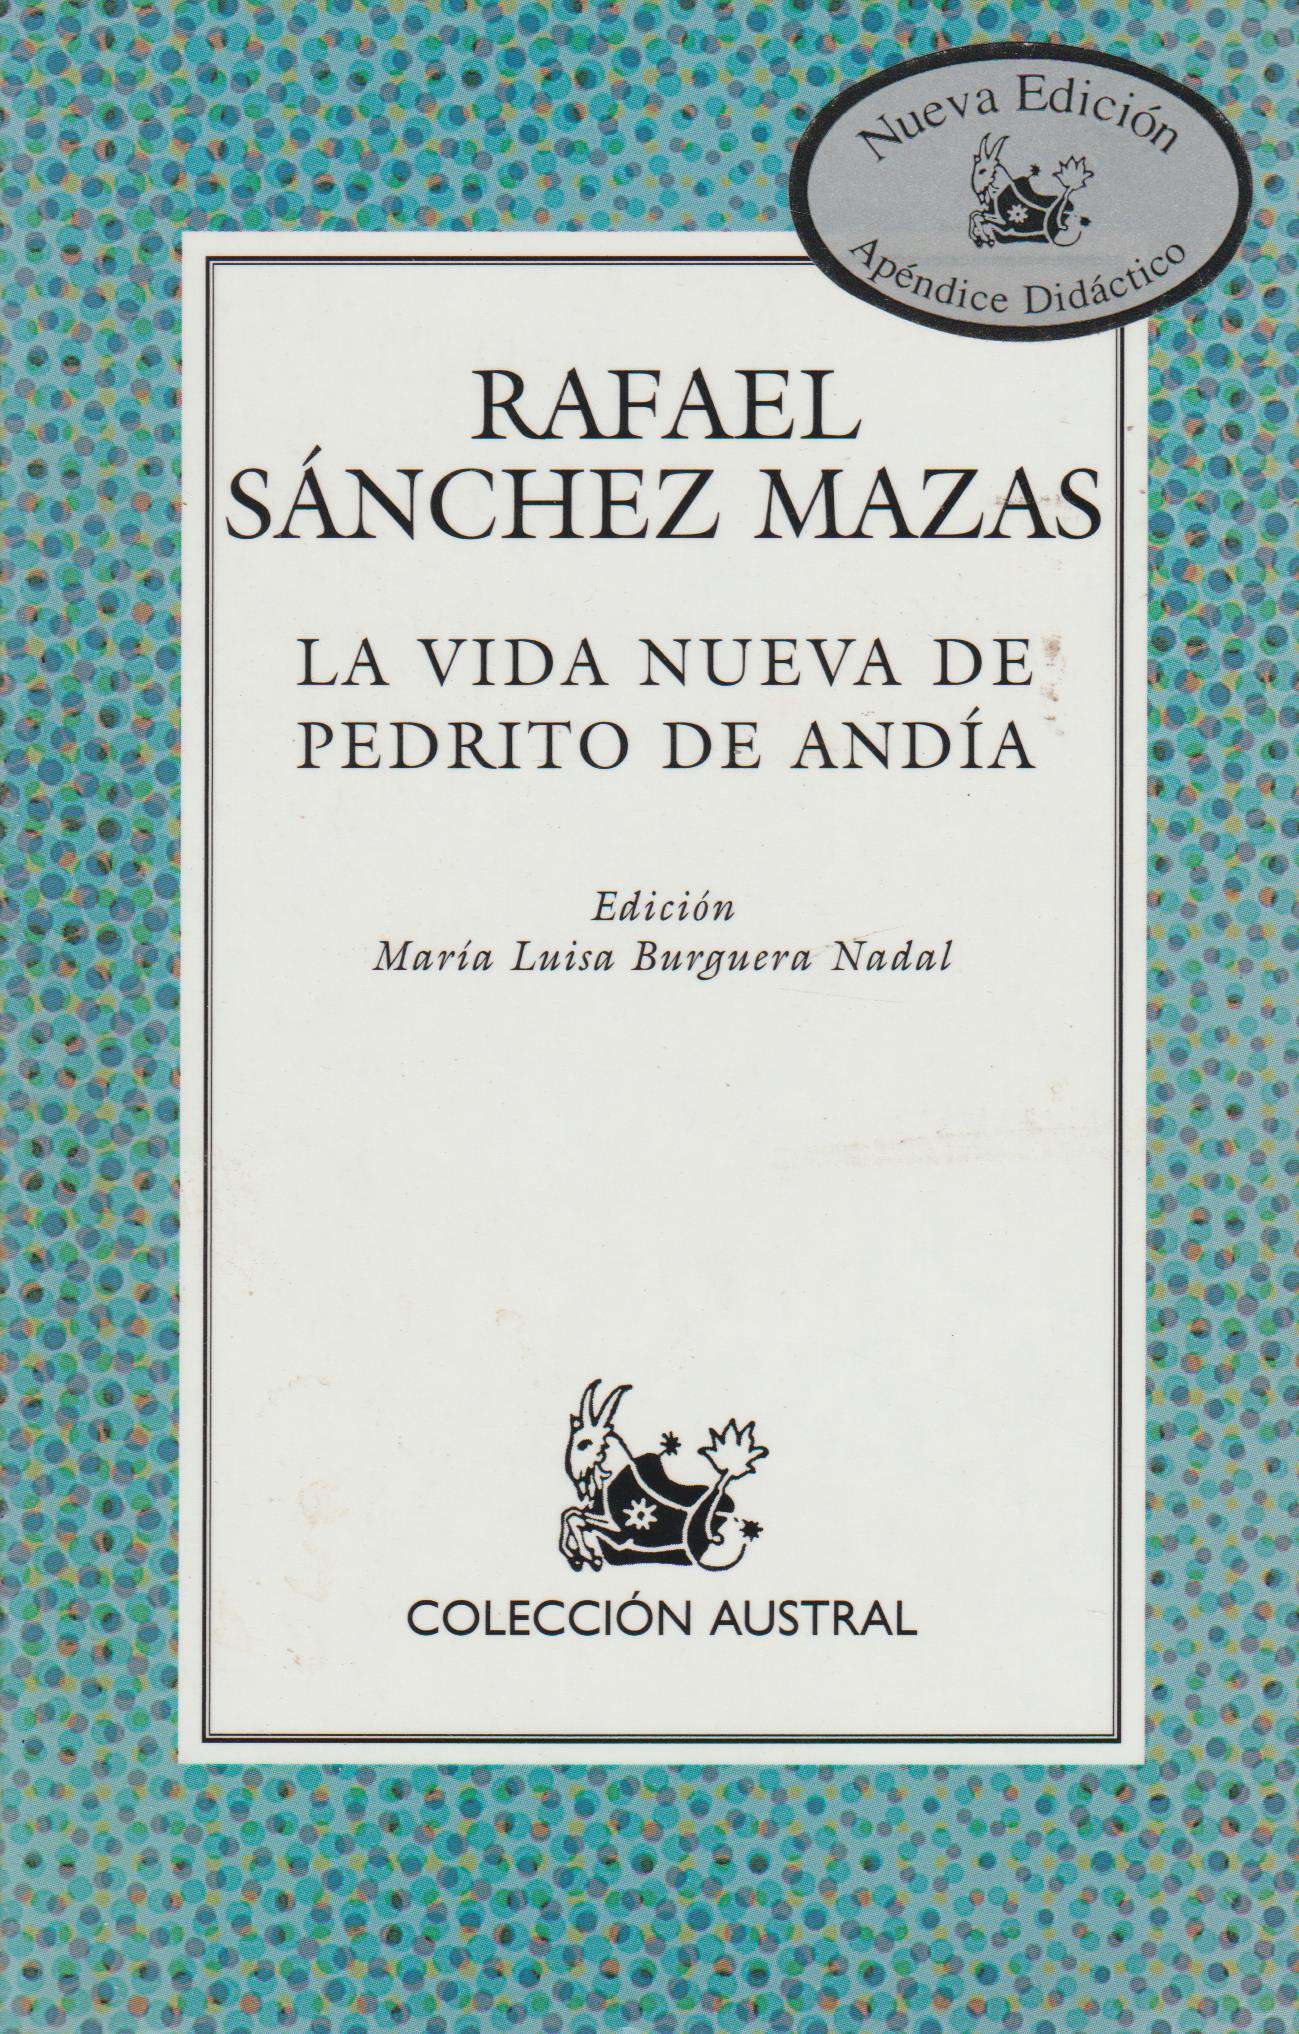 Nueva Edición
Apéndice Didáctico
RAFAEL
SÁNCHEZ MAZAS
LA VIDA NUEVA DE
PEDRITO DE ANDÍA
Edición
María Luisa Burguera Nadal
COLECCIÓN AUSTRAL